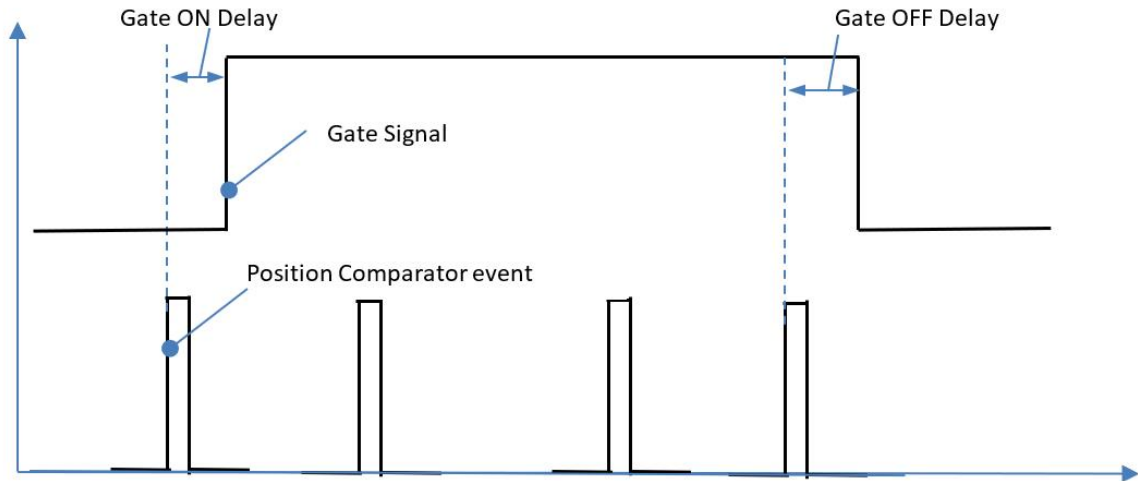 Gate ON Delay
Gate OFF Delay
Gate Signal
Position Comparator event